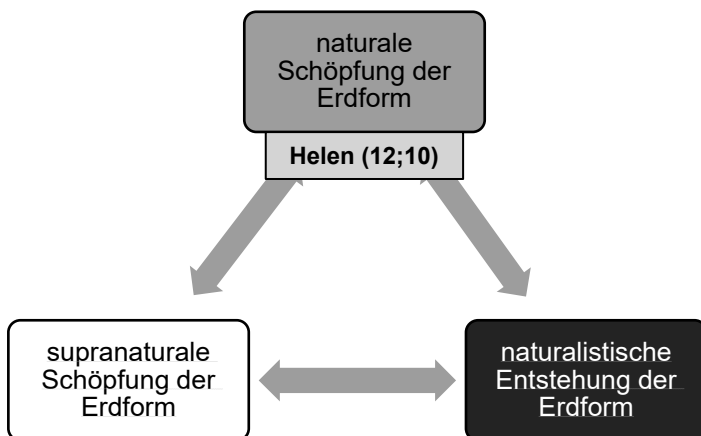 naturale
Schöpfung der
Erdform
Helen (12;10)
supranaturale
Schöpfung der
Erdform
naturalistische
Entstehung der
Erdform